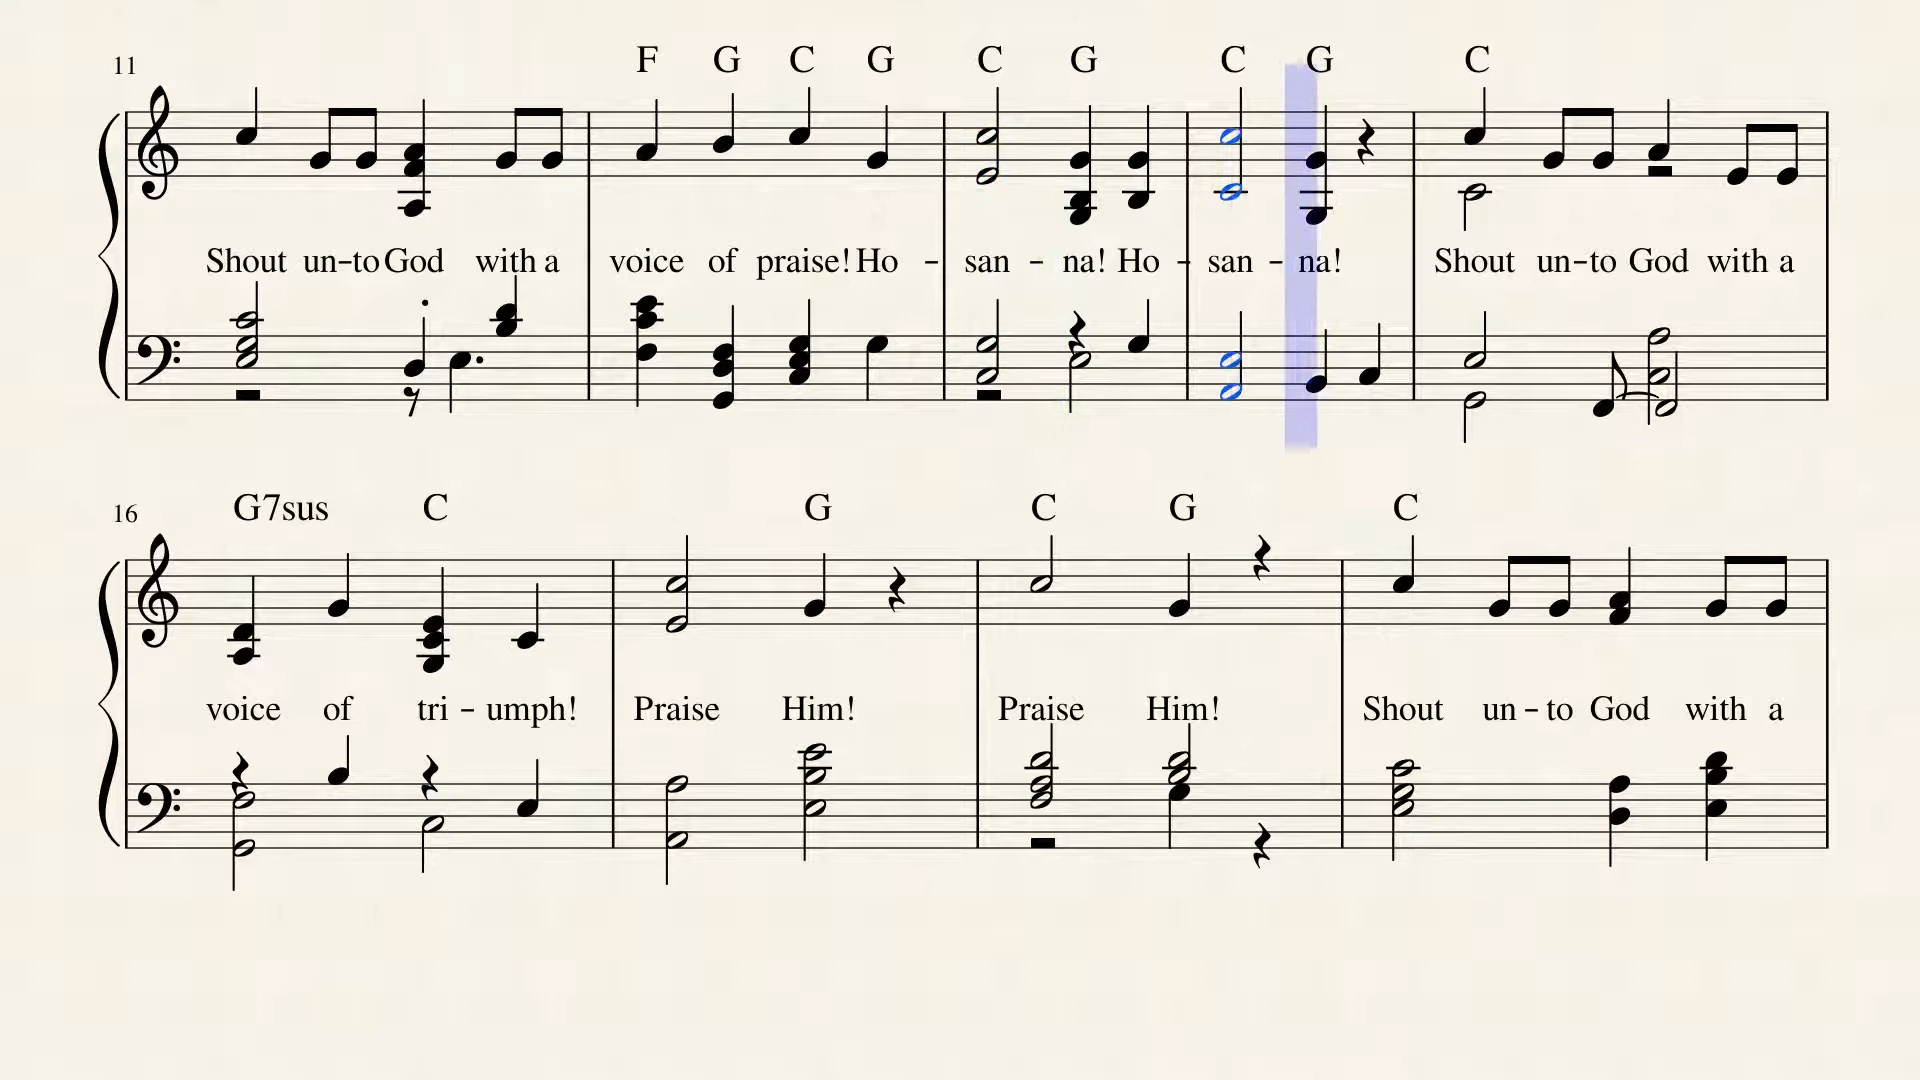 11 F G C G C G C G C
Shout un-to God with a voice of praise! Ho - san - na! Ho - san - na! Shout un-to God with a
16 G7sus C G C G C
voice of tri - umph! Praise Him! Praise Him! Shout un - to God with a